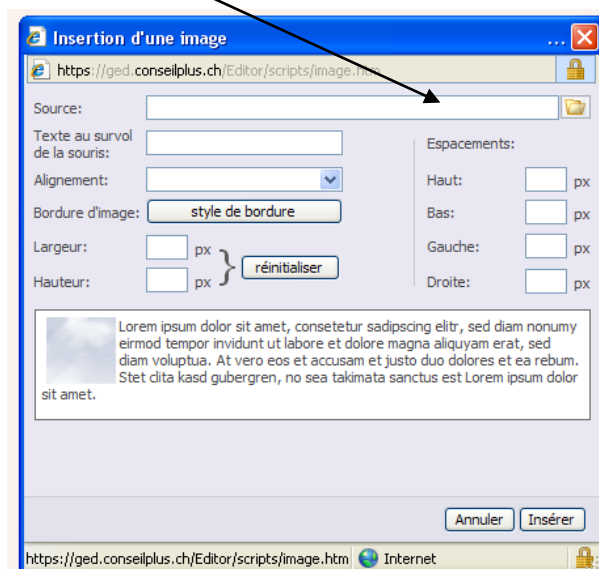 Insertion d'une image ...
https://ged.conseilplus.ch/Editor/scripts/image.htm
Source:
Texte au survol
de la souris:
Espacements:
Alignement:
Haut: px
Bordure d'image: style de bordure
Bas: px
Largeur: px
Gauche: px
réinitialiser
Hauteur: px
Droite: px
Lorem ipsum dolor sit amet, consetetur sadipscing elitr, sed diam nonumy
eirmod tempor invidunt ut labore et dolore magna aliquyam erat, sed
diam voluptua. At vero eos et accusam et justo duo dolores et ea rebum.
Stet clita kasd gubergren, no sea takimata sanctus est Lorem ipsum dolor
sit amet.
Annuler Insérer
https://ged.conseilplus.ch/Editor/scripts/image.htm Internet